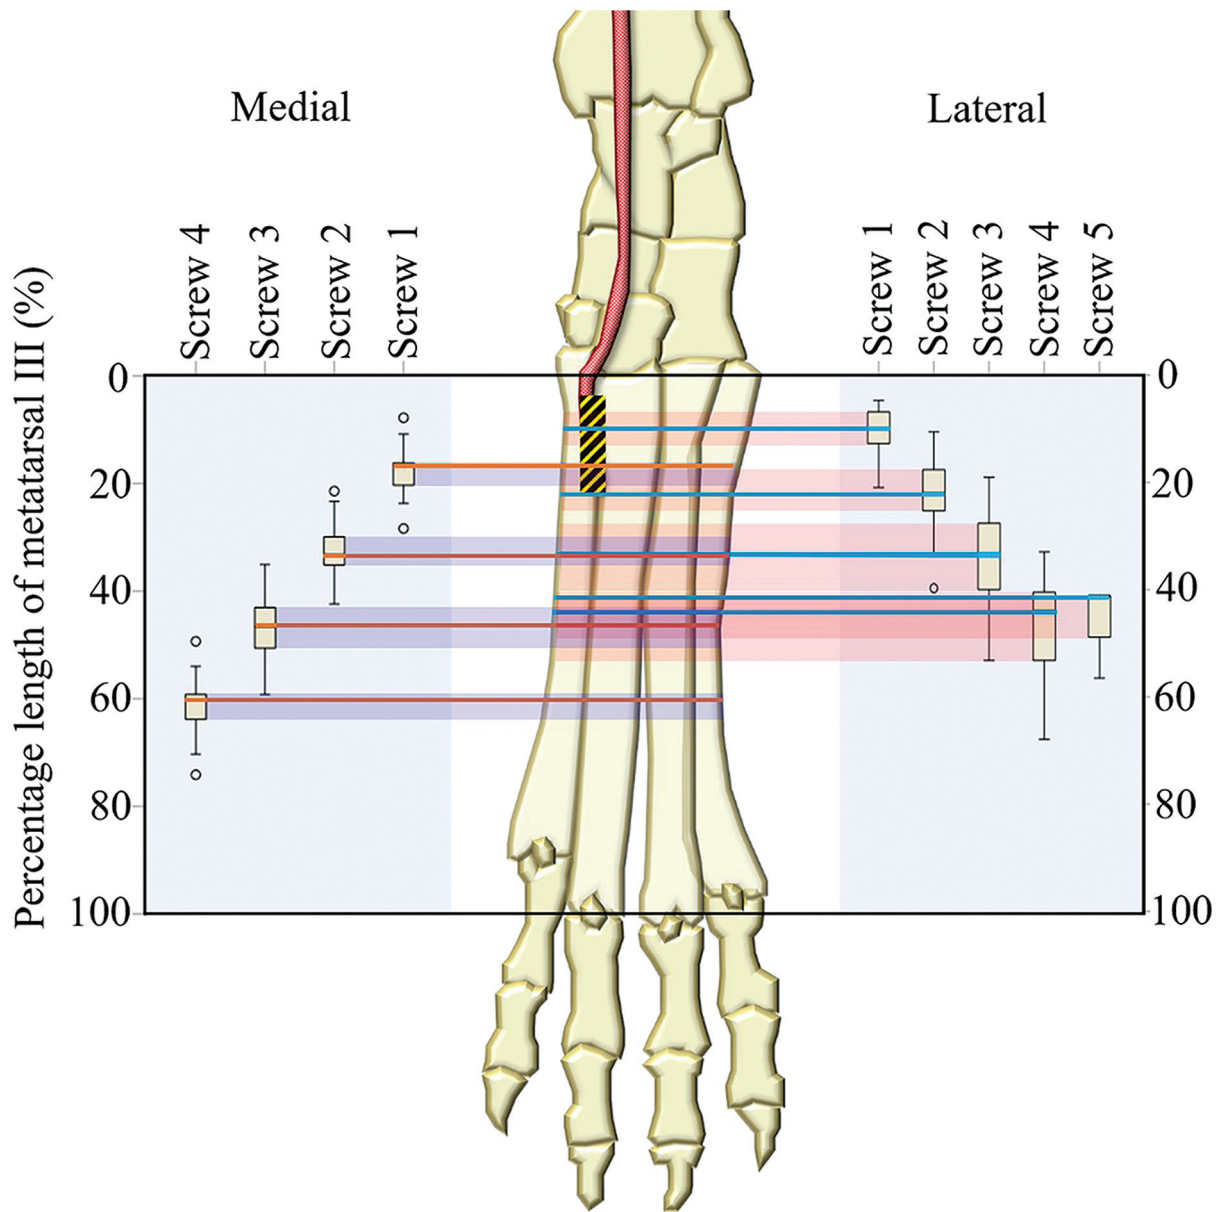 Medial
Lateral
Screw 4
Screw 3
Screw 2
Screw 1
Screw 1
Screw 2
Screw 3
Screw 4
Screw 5
Percentage length of metatarsal III (%)
0
20
40
60
80
100
0
20
40
60
80
100